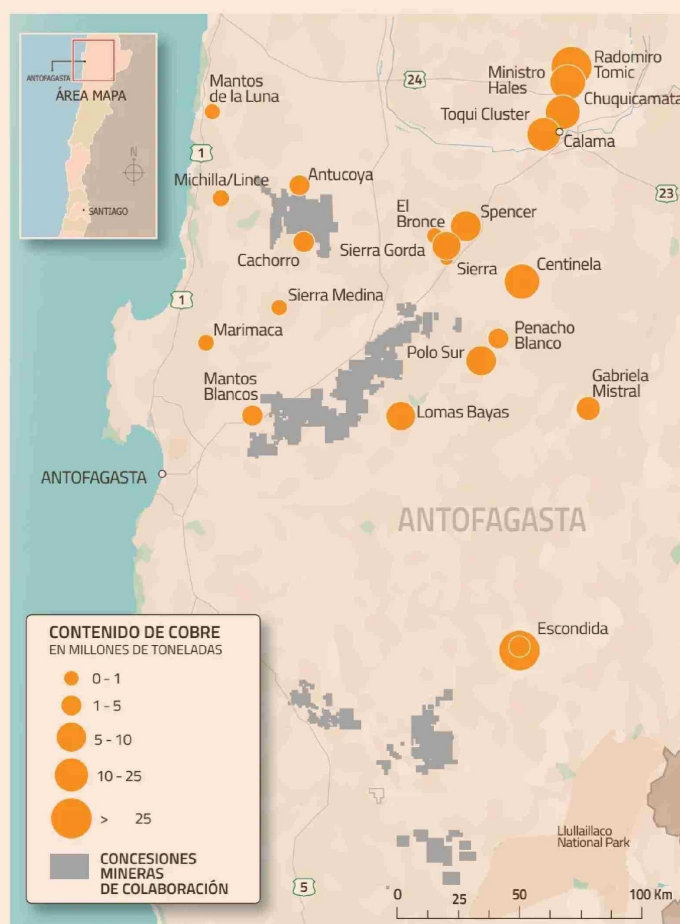 ANTOFAGASTA
ÁREA MAPA
N
SANTIAGO
Mantos
de la Luna
24
Radomiro
Tomic
Ministro
Hales
Chuquicamata
Toqui Cluster
Calama
1
Michilla/Lince
Antucoya
23
El
Bronce
Spencer
Sierra Gorda
Cachorro
Sierra
Centinela
1
Sierra Medina
Marimaca
Penacho
Blanco
Polo Sur
Mantos
Blancos
Gabriela
Mistral
Lomas Bayas
ANTOFAGASTA
ANTOFAGASTA
Escondida
CONTENIDO DE COBRE
EN MILLONES DE TONELADAS
0 - 1
1 - 5
5 - 10
10 - 25
> 25
CONCESIONES
MINERAS
DE COLABORACIÓN
Llullaillaco
National Park
5
0 25 50 100 Km